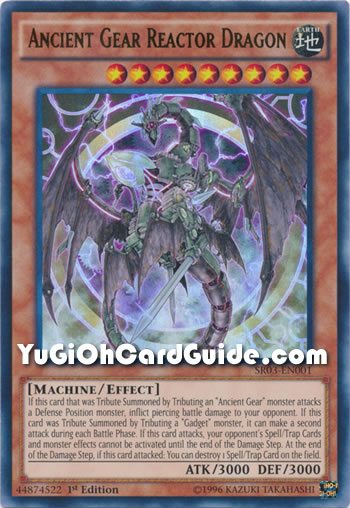 ANCIENT GEAR REACTOR DRAGON
EARTH
地
YuGiOhCardGuide.com
SR03-EN001
[MACHINE/EFFECT]
If this card that was Tribute Summoned by Tributing an "Ancient Gear" monster attacks
a Defense Position monster, inflict piercing battle damage to your opponent. If this
card was Tribute Summoned by Tributing a "Gadget" monster, it can make a second
attack during each Battle Phase. If this card attacks, your opponent's Spell/Trap Cards
and monster effects cannot be activated until the end of the Damage Step. At the end
of the Damage Step, if this card attacked: You can destroy 1 Spell/Trap Card on the field.
ATK/3000 DEF/3000
44874522 1st Edition ©1996 KAZUKI TAKAHASHI